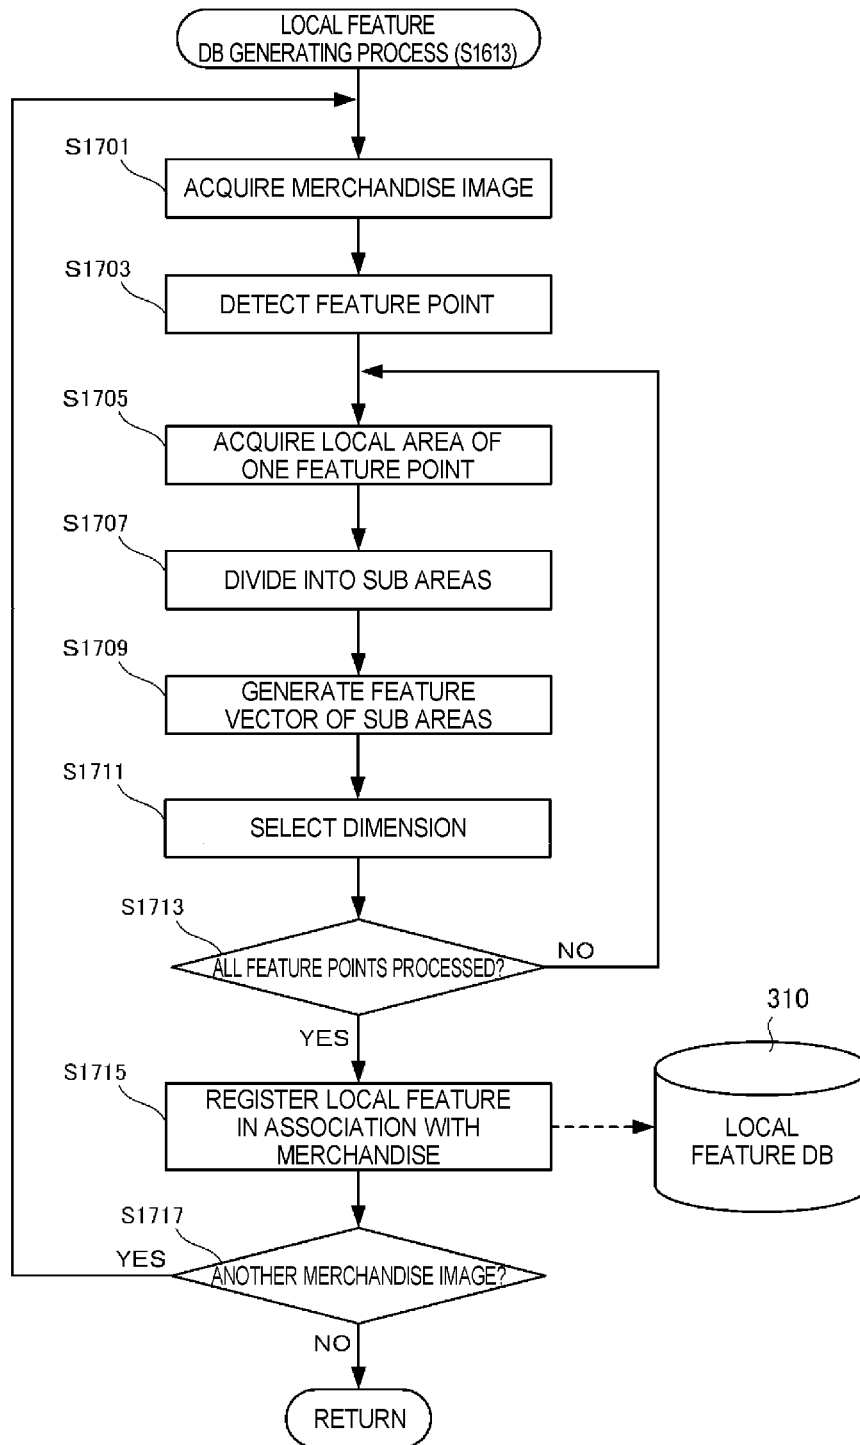 LOCAL FEATURE
DB GENERATING PROCESS (S1613)
S1701
ACQUIRE MERCHANDISE IMAGE
S1703
DETECT FEATURE POINT
S1705
ACQUIRE LOCAL AREA OF
ONE FEATURE POINT
S1707
DIVIDE INTO SUB AREAS
S1709
GENERATE FEATURE
VECTOR OF SUB AREAS
S1711
SELECT DIMENSION
S1713
ALL FEATURE POINTS PROCESSED?
NO
YES
310
S1715
REGISTER LOCAL FEATURE
IN ASSOCIATION WITH
MERCHANDISE
LOCAL
FEATURE DB
S1717
YES
ANOTHER MERCHANDISE IMAGE?
NO
RETURN